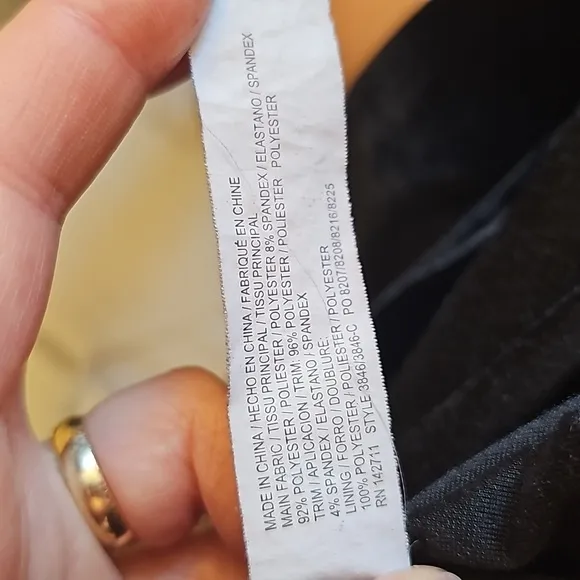 MADE IN CHINA / HECHO EN CHINA / FABRIQUÉ EN CHINE
MAIN FABRIC / TISSU PRINCIPAL / TISSU PRINCIPAL
92% POLYESTER / POLIESTER / POLYESTER 8% SPANDEX / ELASTANO / SPANDEX
TRIM / APLICACION / TRIM: 96% POLYESTER / POLIESTER POLYESTER
4% SPANDEX / ELASTANO / SPANDEX
LINING / FORRO / DOUBLURE:
100% POLYESTER / POLIESTER / POLYESTER
RN 142711 STYLE 3846/3846-C PO 8207/8208/8216/8225